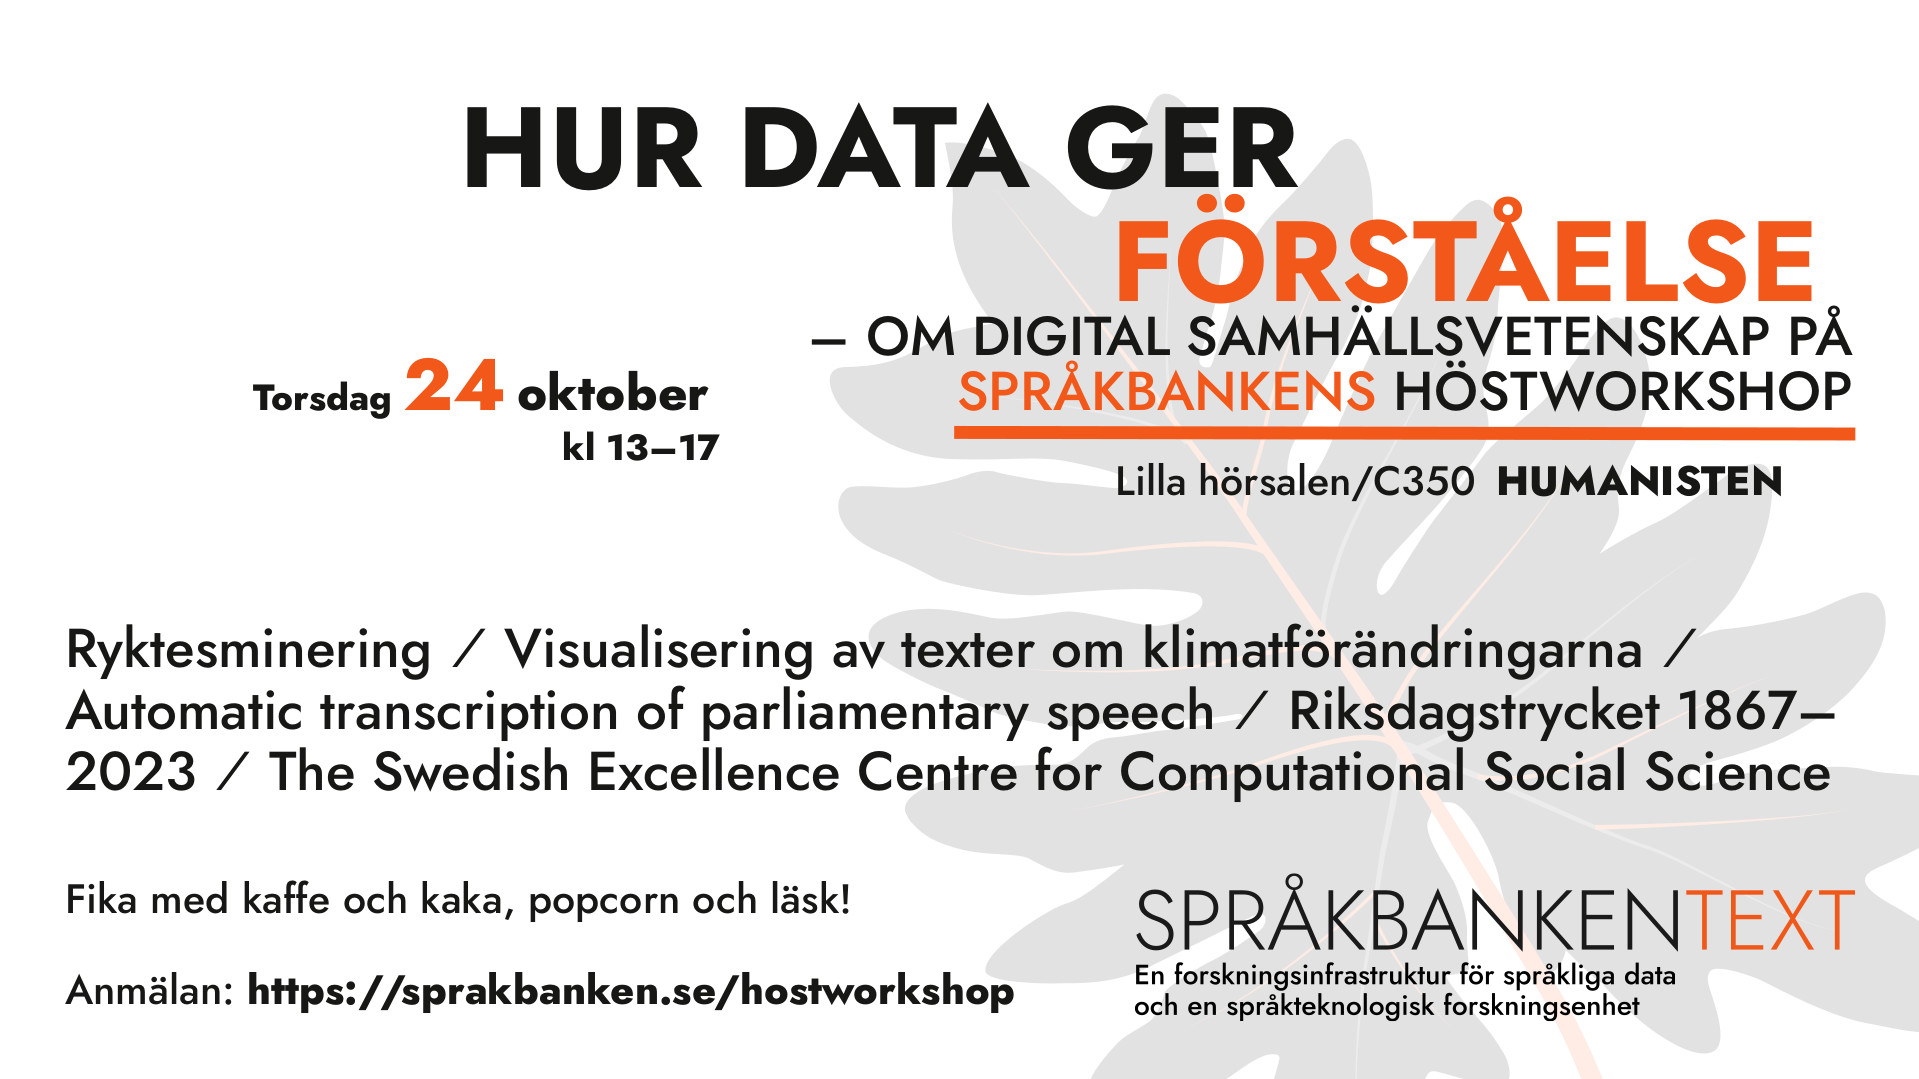 HUR DATA GER
FÖRSTÅELSE
– OM DIGITAL SAMHÄLLSVETENSKAP PÅ
SPRÅKBANKENS HÖSTWORKSHOP
Torsdag 24 oktober
kl 13–17
Lilla hörsalen/C350 HUMANISTEN
Ryktesminering / Visualisering av texter om klimatförändringarna /
Automatic transcription of parliamentary speech / Riksdagstrycket 1867–
2023 / The Swedish Excellence Centre for Computational Social Science
Fika med kaffe och kaka, popcorn och läsk!
Anmälan: https://sprakbanken.se/hostworkshop
SPRÅKBANKENTEXT
En forskningsinfrastruktur för språkliga data
och en språkteknologisk forskningsenhet